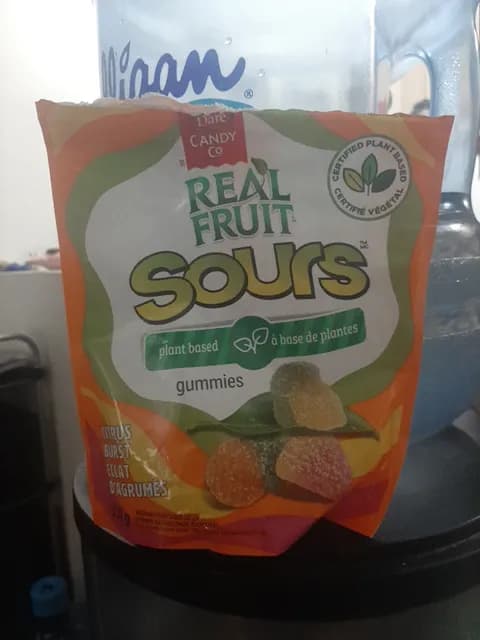 Dare
CANDY
Co
REAL
FRUIT
Sours
CERTIFIED PLANT BASED
CERTIFIÉ VÉGÉTAL
plant based
à base de plantes
gummies
CITRUS
BURST
ÉCLAT
D'AGRUMES